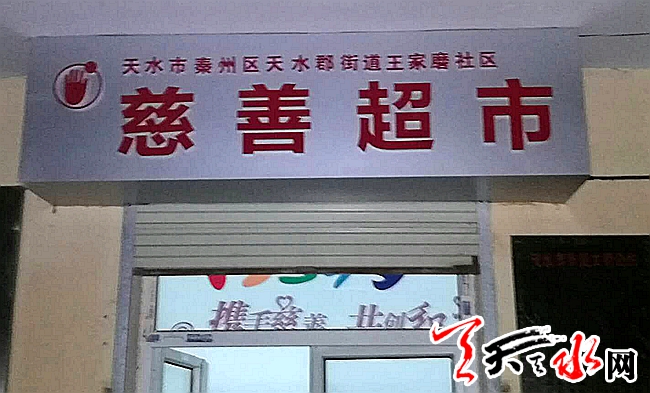 天水市秦州区天水郡街道王家磨社区
慈善超市
携手慈善 共创和
天天水网